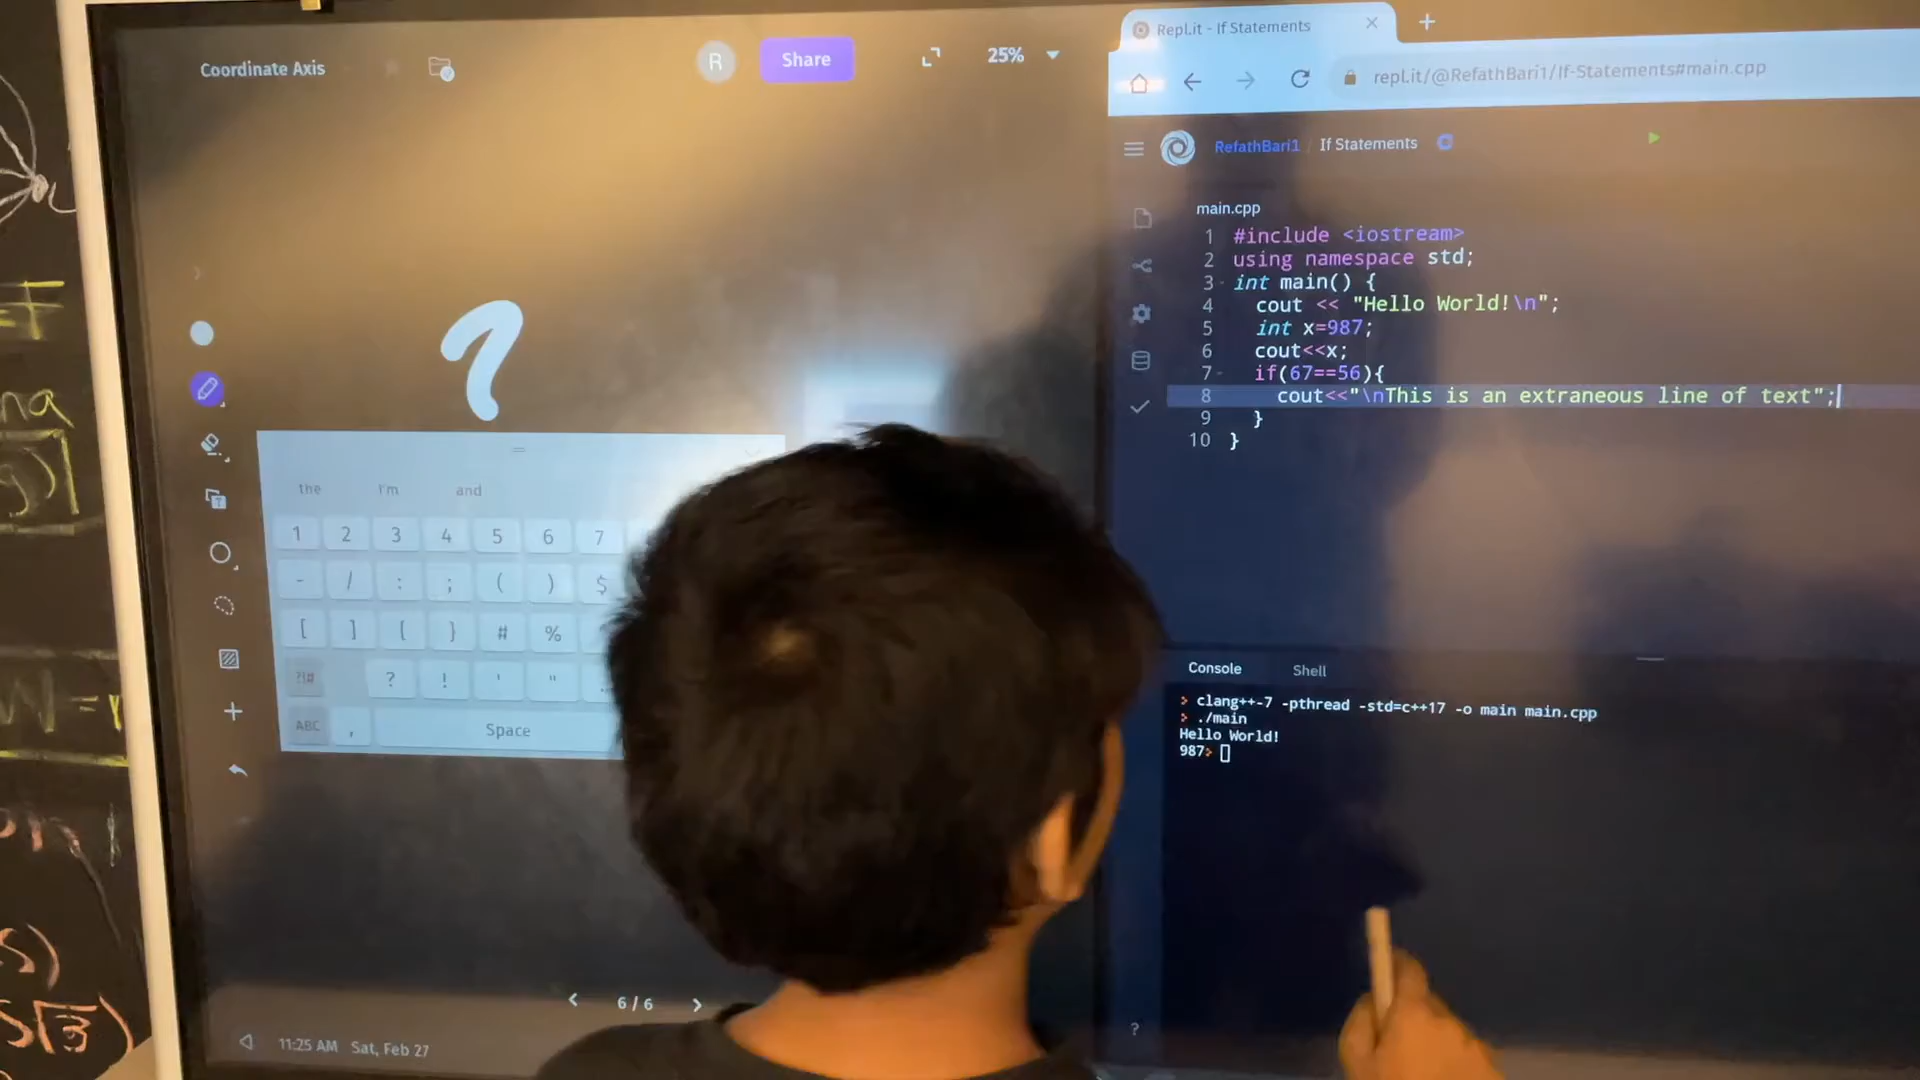 Coordinate Axis
R
Share
25%
?
the I'm and
1 2 3 4 5 6 7
- / : ; ( ) $
[ ] { } # %
?!# ? ! ' "
ABC , Space
6 / 6
11:25 AM Sat, Feb 27
Repl.it - If Statements
repl.it/@RefathBari1/If-Statements#main.cpp
RefathBari1 / If Statements
main.cpp
1 #include <iostream>
2 using namespace std;
3 int main() {
4 cout << "Hello World!\n";
5 int x=987;
6 cout<<x;
7 if(67==56){
8 cout<<"\nThis is an extraneous line of text";
9 }
10 }
Console Shell
> clang++-7 -pthread -std=c++17 -o main main.cpp
> ./main
Hello World!
987>
?